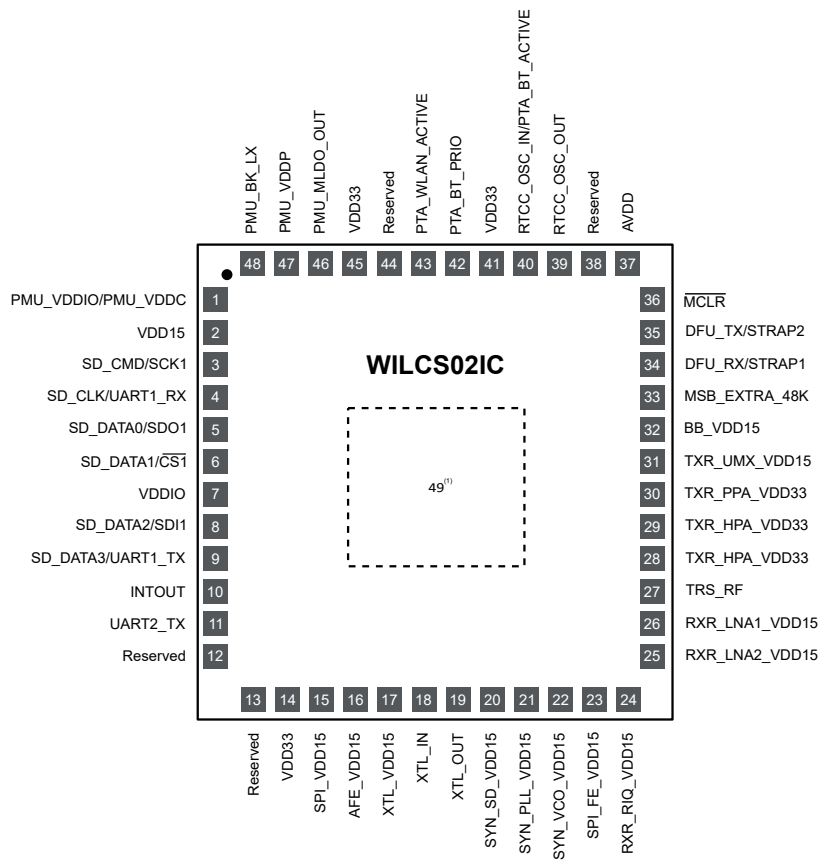 PMU_BK_LX
PMU_VDDP
PMU_MLDO_OUT
VDD33
Reserved
PTA_WLAN_ACTIVE
PTA_BT_PRIO
VDD33
RTCC_OSC_IN/PTA_BT_ACTIVE
RTCC_OSC_OUT
Reserved
AVDD
48 47 46 45 44 43 42 41 40 39 38 37
PMU_VDDIO/PMU_VDDC 1
VDD15 2
SD_CMD/SCK1 3
SD_CLK/UART1_RX 4
SD_DATA0/SDO1 5
SD_DATA1/CS1 6
VDDIO 7
SD_DATA2/SDI1 8
SD_DATA3/UART1_TX 9
INTOUT 10
UART2_TX 11
Reserved 12
WILCS02IC
49(1)
36 MCLR
35 DFU_TX/STRAP2
34 DFU_RX/STRAP1
33 MSB_EXTRA_48K
32 BB_VDD15
31 TXR_UMX_VDD15
30 TXR_PPA_VDD33
29 TXR_HPA_VDD33
28 TXR_HPA_VDD33
27 TRS_RF
26 RXR_LNA1_VDD15
25 RXR_LNA2_VDD15
13 14 15 16 17 18 19 20 21 22 23 24
Reserved
VDD33
SPI_VDD15
AFE_VDD15
XTL_VDD15
XTL_IN
XTL_OUT
SYN_SD_VDD15
SYN_PLL_VDD15
SYN_VCO_VDD15
SPI_FE_VDD15
RXR_RIQ_VDD15